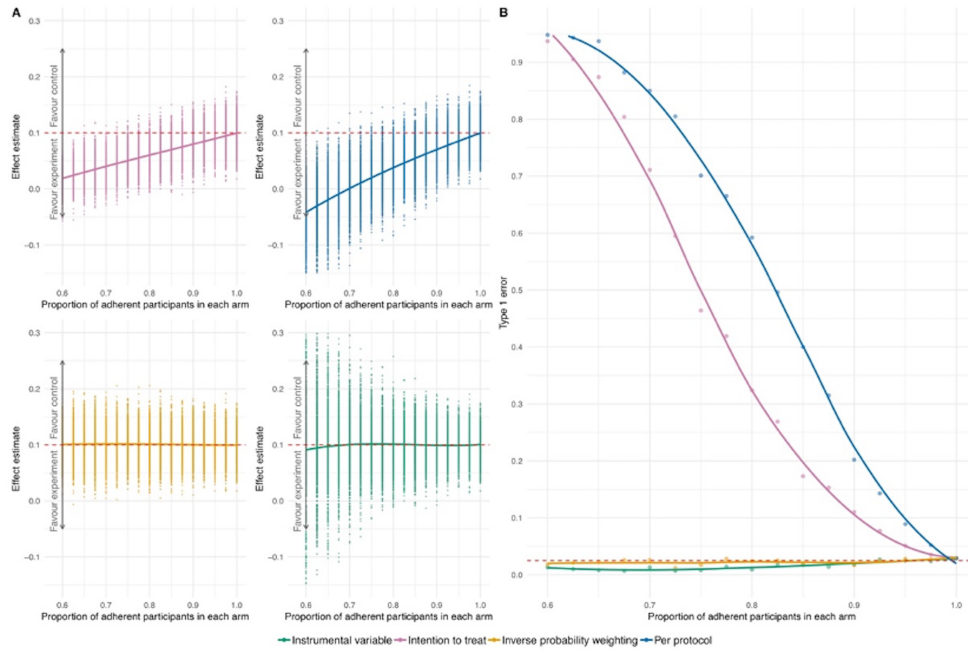 A
0.3
0.2
0.1
0.0
−0.1
Effect estimate
Favour experiment
Favour control
0.6 0.7 0.8 0.9 1.0
Proportion of adherent participants in each arm
0.3
0.2
0.1
0.0
−0.1
Effect estimate
Favour experiment
Favour control
0.6 0.7 0.8 0.9 1.0
Proportion of adherent participants in each arm
0.3
0.2
0.1
0.0
−0.1
Effect estimate
Favour experiment
Favour control
0.6 0.7 0.8 0.9 1.0
Proportion of adherent participants in each arm
0.3
0.2
0.1
0.0
−0.1
Effect estimate
Favour experiment
Favour control
0.6 0.7 0.8 0.9 1.0
Proportion of adherent participants in each arm
B
0.9
0.8
0.7
0.6
0.5
0.4
0.3
0.2
0.1
0.0
Type 1 error
0.6 0.7 0.8 0.9 1.0
Proportion of adherent participants in each arm
Instrumental variable Intention to treat Inverse probability weighting Per protocol